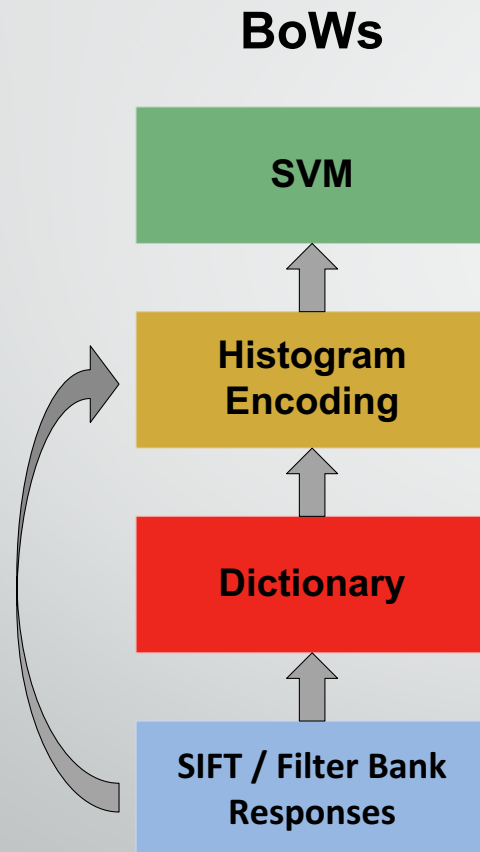 BoWs
SVM
Histogram
Encoding
Dictionary
SIFT / Filter Bank
Responses